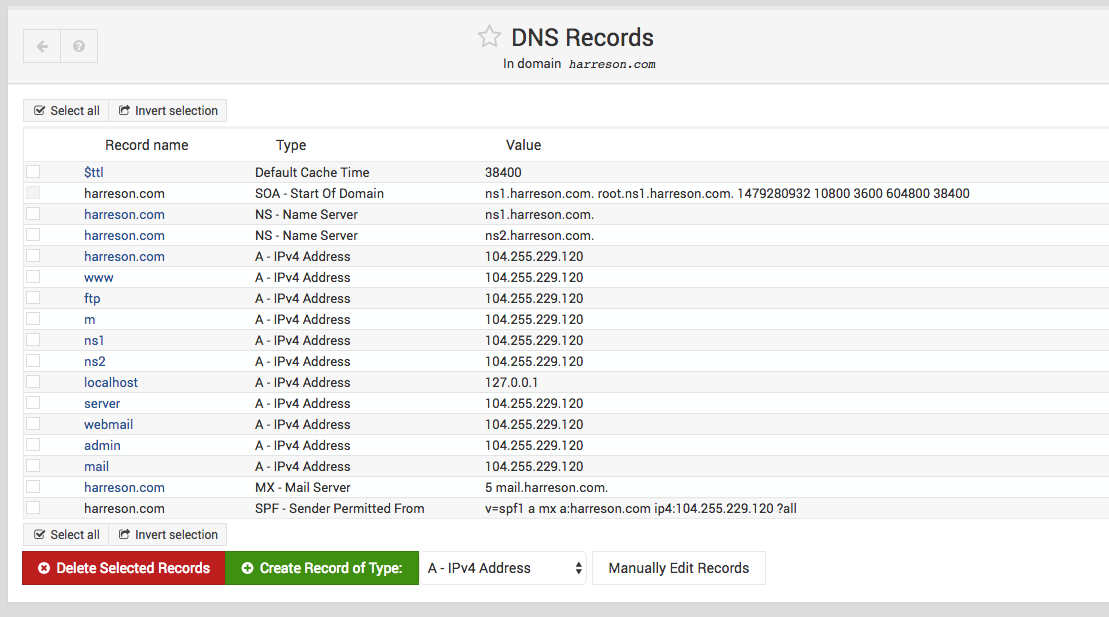 DNS Records
In domain harreson.com
Select all Invert selection
Record name Type Value
$ttl Default Cache Time 38400
harreson.com SOA - Start Of Domain ns1.harreson.com. root.ns1.harreson.com. 1479280932 10800 3600 604800 38400
harreson.com NS - Name Server ns1.harreson.com.
harreson.com NS - Name Server ns2.harreson.com.
harreson.com A - IPv4 Address 104.255.229.120
www A - IPv4 Address 104.255.229.120
ftp A - IPv4 Address 104.255.229.120
m A - IPv4 Address 104.255.229.120
ns1 A - IPv4 Address 104.255.229.120
ns2 A - IPv4 Address 104.255.229.120
localhost A - IPv4 Address 127.0.0.1
server A - IPv4 Address 104.255.229.120
webmail A - IPv4 Address 104.255.229.120
admin A - IPv4 Address 104.255.229.120
mail A - IPv4 Address 104.255.229.120
harreson.com MX - Mail Server 5 mail.harreson.com.
harreson.com SPF - Sender Permitted From v=spf1 a mx a:harreson.com ip4:104.255.229.120 ?all
Select all Invert selection
Delete Selected Records Create Record of Type: A - IPv4 Address Manually Edit Records